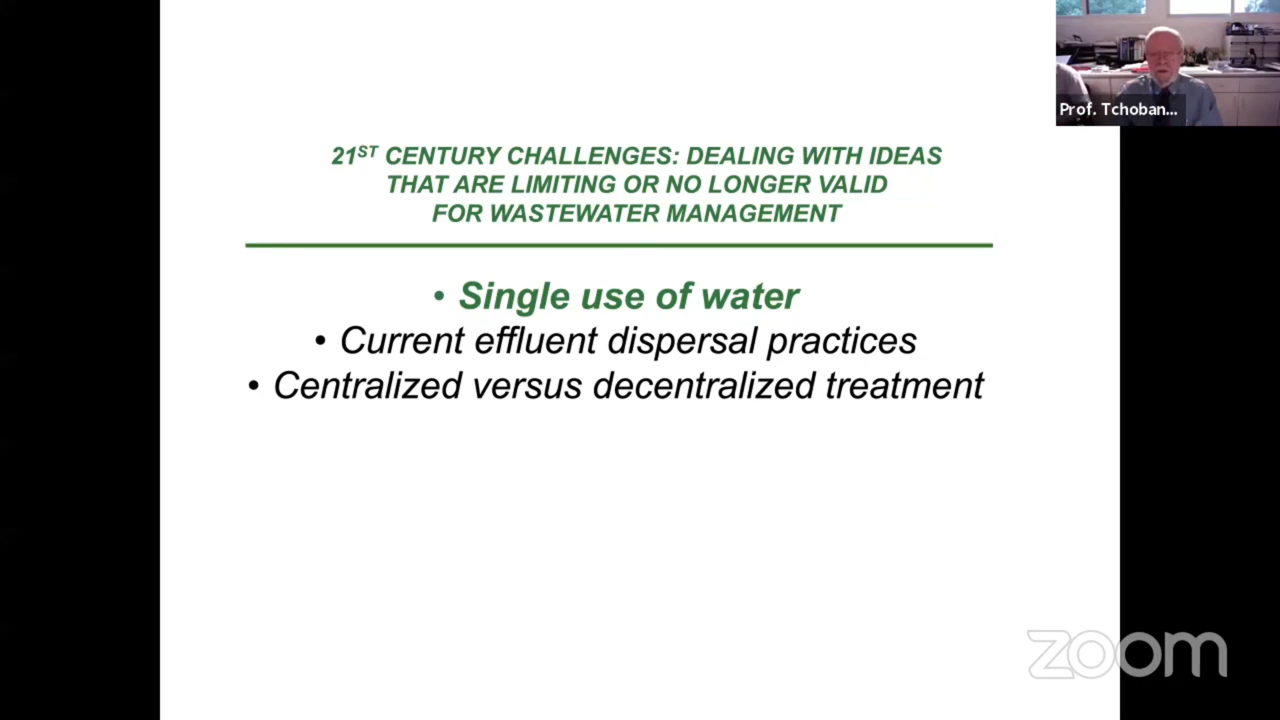 Prof. Tchoban...
21ST CENTURY CHALLENGES: DEALING WITH IDEAS
THAT ARE LIMITING OR NO LONGER VALID
FOR WASTEWATER MANAGEMENT
• Single use of water
• Current effluent dispersal practices
• Centralized versus decentralized treatment
zoom